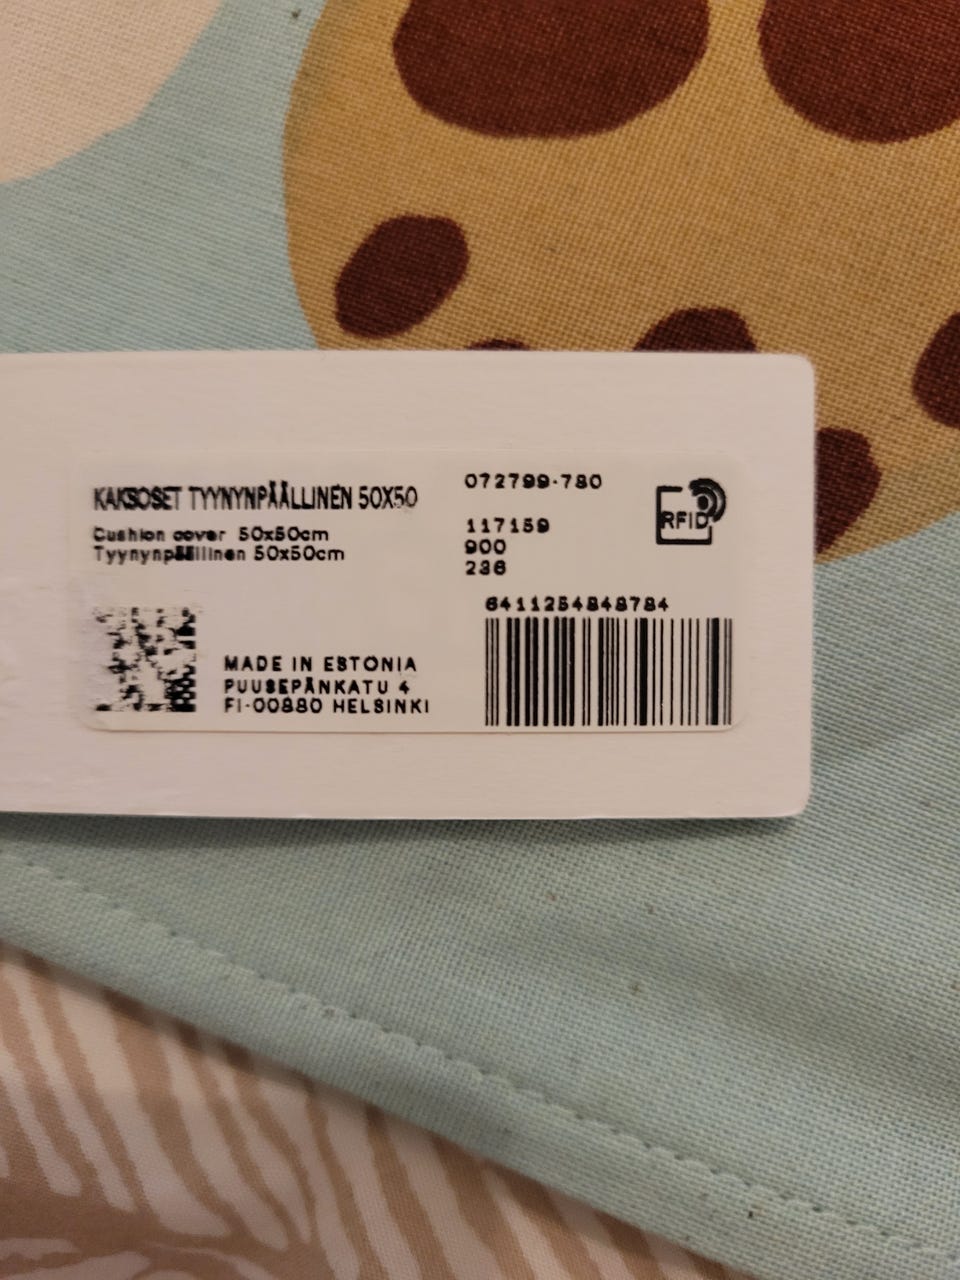 KAKSOSET TYYNYNPÄÄLLINEN 50X50
Cushion cover 50x50cm
Tyynynpäällinen 50x50cm
072799-780
117159
900
236
RFID
6411254848784
MADE IN ESTONIA
PUUSEPÄNKATU 4
FI-00880 HELSINKI